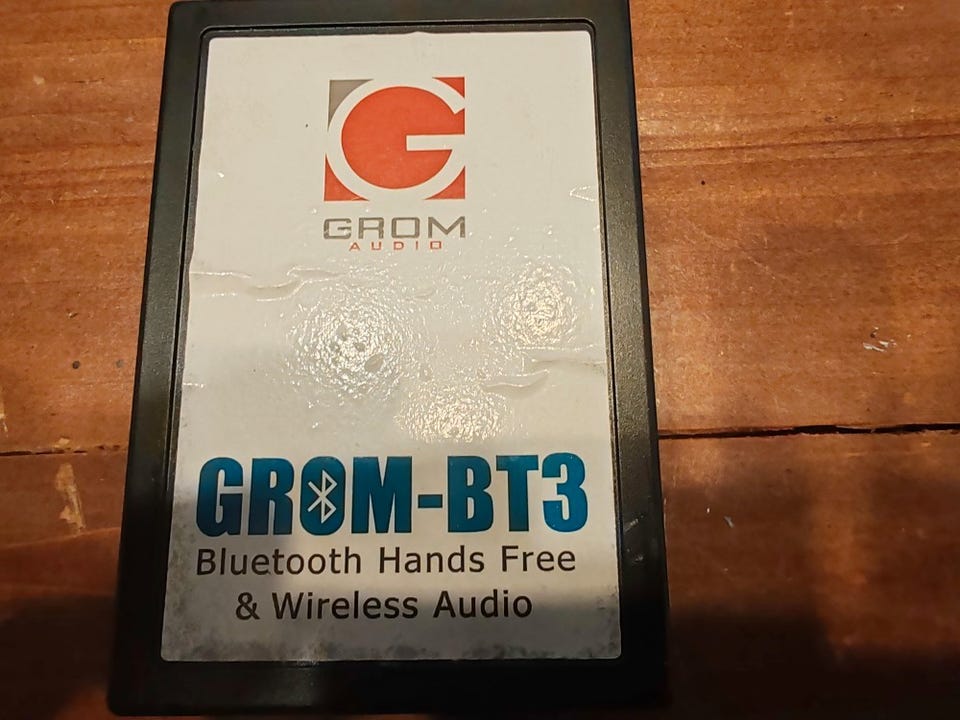 GROM
AUDIO
GROM-BT3
Bluetooth Hands Free
& Wireless Audio